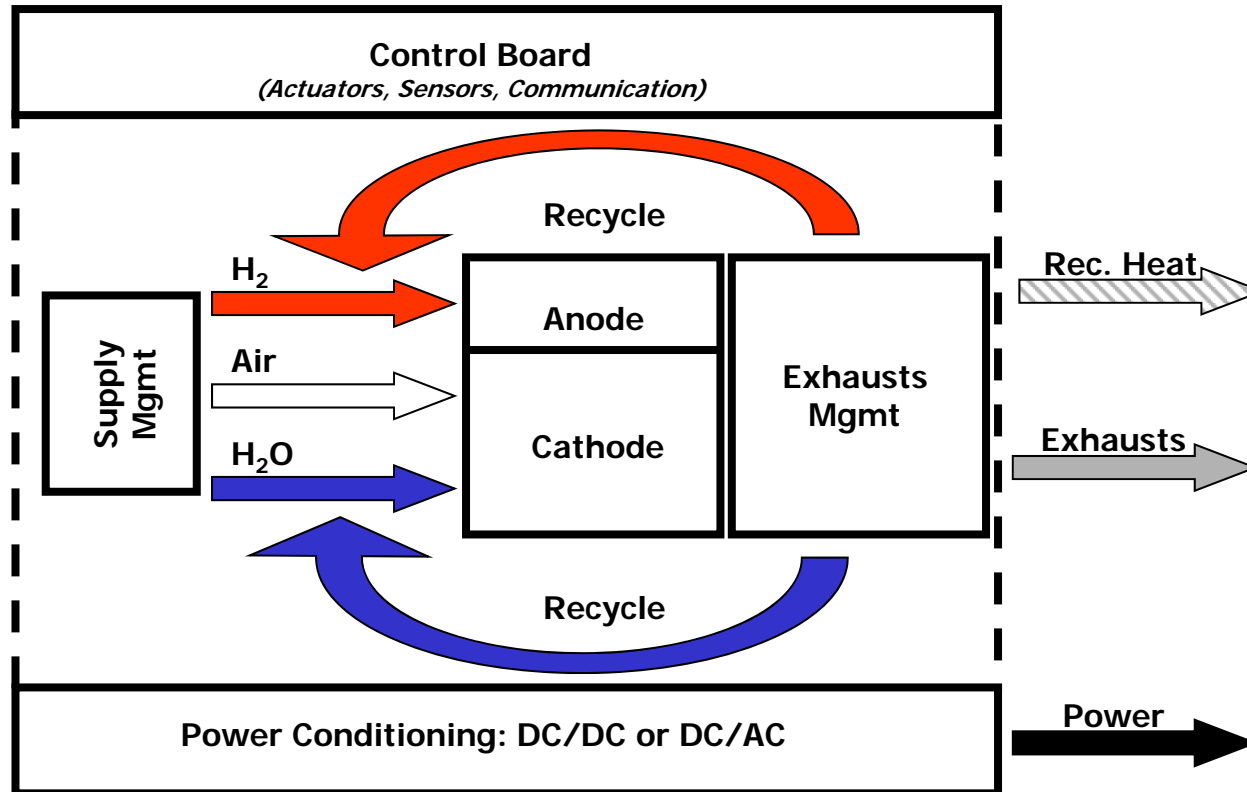 Control Board
(Actuators, Sensors, Communication)
Recycle
H₂
Rec. Heat
Anode
Air
Supply
Mgmt
Exhausts
Mgmt
Cathode
Exhausts
H₂O
Recycle
Power
Power Conditioning: DC/DC or DC/AC